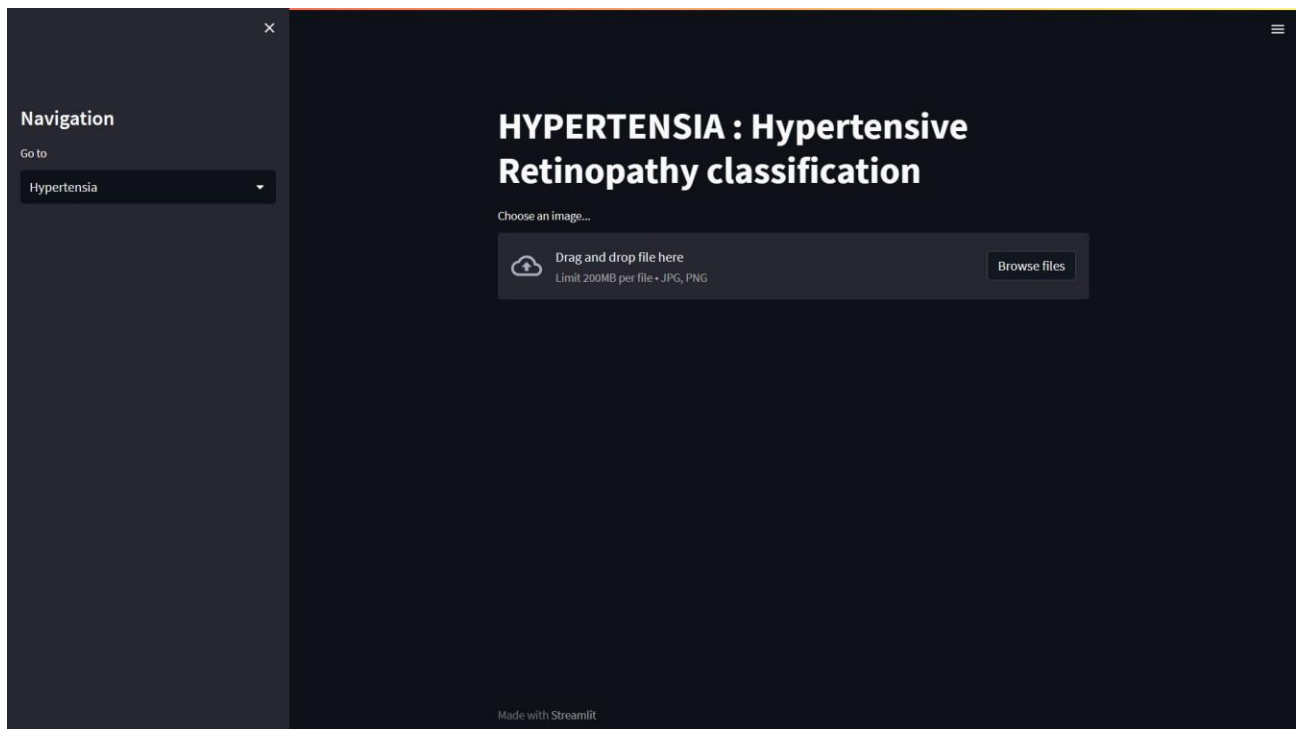 Navigation
Go to
Hypertensia
HYPERTENSIA : Hypertensive
Retinopathy classification
Choose an image...
Drag and drop file here
Limit 200MB per file • JPG, PNG
Browse files
Made with Streamlit